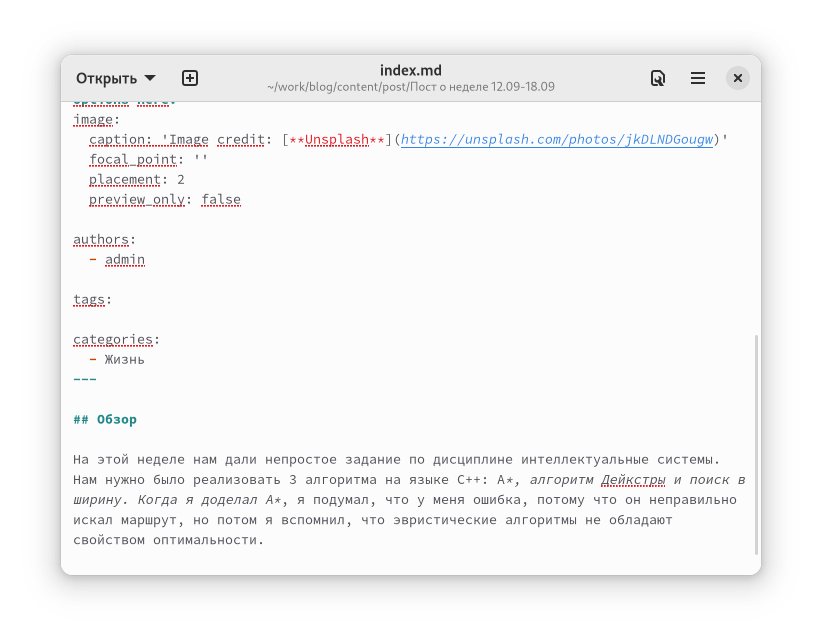 Открыть
index.md
~/work/blog/content/post/Пост о неделе 12.09-18.09
options here.
image:
caption: 'Image credit: [**Unsplash**](https://unsplash.com/photos/jkDLNDGougw)'
focal_point: ''
placement: 2
preview_only: false
authors:
- admin
tags:
categories:
- Жизнь
---
## Обзор
На этой неделе нам дали непростое задание по дисциплине интеллектуальные системы.
Нам нужно было реализовать 3 алгоритма на языке C++: A*, алгоритм Дейкстры и поиск в
ширину. Когда я доделал A*, я подумал, что у меня ошибка, потому что он неправильно
искал маршрут, но потом я вспомнил, что эвристические алгоритмы не обладают
свойством оптимальности.